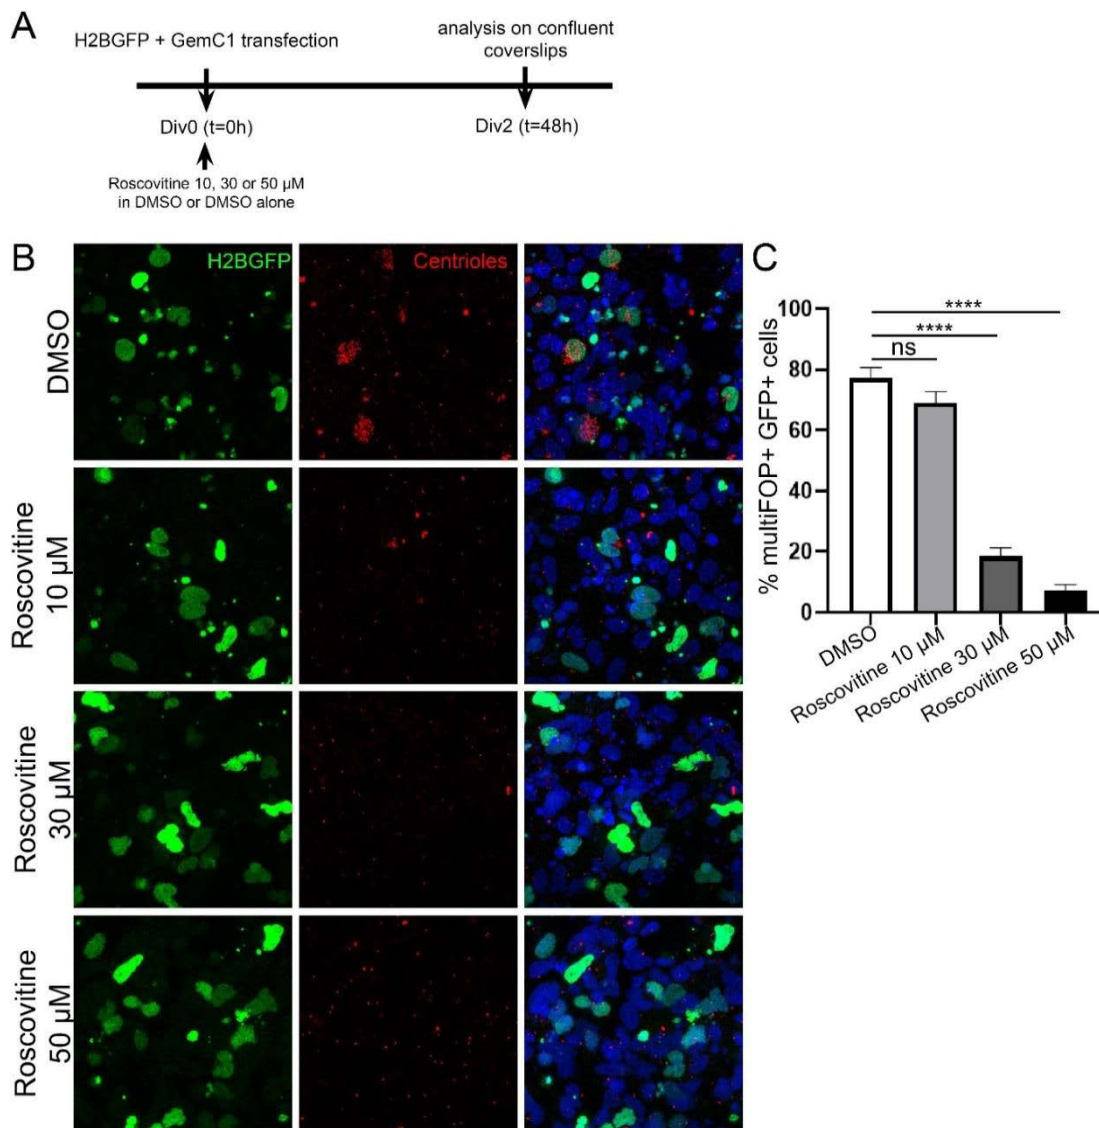 A
H2BGFP + GemC1 transfection
analysis on confluent
coverslips
Div0 (t=0h)
Div2 (t=48h)
Roscovitine 10, 30 or 50 µM
in DMSO or DMSO alone
B
H2BGFP
Centrioles
DMSO
Roscovitine
10 µM
Roscovitine
30 µM
Roscovitine
50 µM
C
% multiFOP+ GFP+ cells
100
80
60
40
20
0
****
****
ns
DMSO
Roscovitine 10 µM
Roscovitine 30 µM
Roscovitine 50 µM